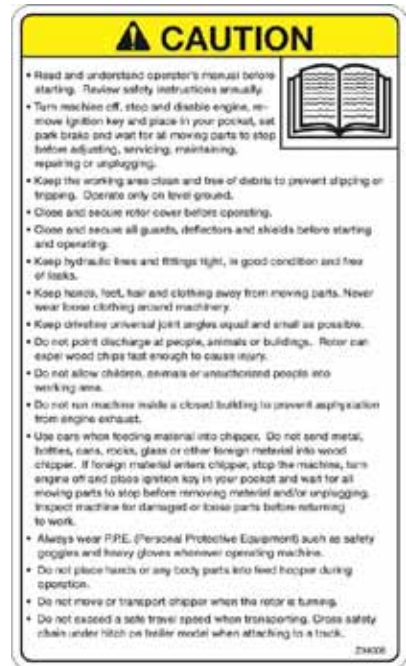 CAUTION
• Read and understand operator's manual before
starting. Review safety instructions annually.
• Turn machine off, stop and disable engine, re-
move ignition key and place in your pocket, set
park brake and wait for all moving parts to stop
before adjusting, servicing, maintaining,
repairing or unplugging.
• Keep the working area clean and free of debris to prevent slipping or
tripping. Operate only on level ground.
• Close and secure rotor cover before operating.
• Close and secure all guards, deflectors and shields before starting
and operating.
• Keep hydraulic lines and fittings tight, in good condition and free
of leaks.
• Keep hands, feet, hair and clothing away from moving parts. Never
wear loose clothing around machinery.
• Keep driveline universal joint angles equal and small as possible.
• Do not point discharge at people, animals or buildings. Rotor can
expel wood chips fast enough to cause injury.
• Do not allow children, animals or unauthorized people into
working area.
• Do not run machine inside a closed building to prevent asphyxiation
from engine exhaust.
• Use care when feeding material into chipper. Do not send metal,
bottles, cans, rocks, glass or other foreign material into wood
chipper. If foreign material enters chipper, stop the machine, turn
engine off and place ignition key in your pocket and wait for all
moving parts to stop before removing material and/or unplugging.
Inspect machine for damaged or loose parts before returning
to work.
• Always wear P.P.E. (Personal Protective Equipment) such as safety
goggles and heavy gloves whenever operating machine.
• Do not place hands or any body parts into feed hopper during
operation.
• Do not move or transport chipper when the rotor is turning.
• Do not exceed a safe travel speed when transporting. Cross safety
chain under hitch on trailer model when attaching to a truck.